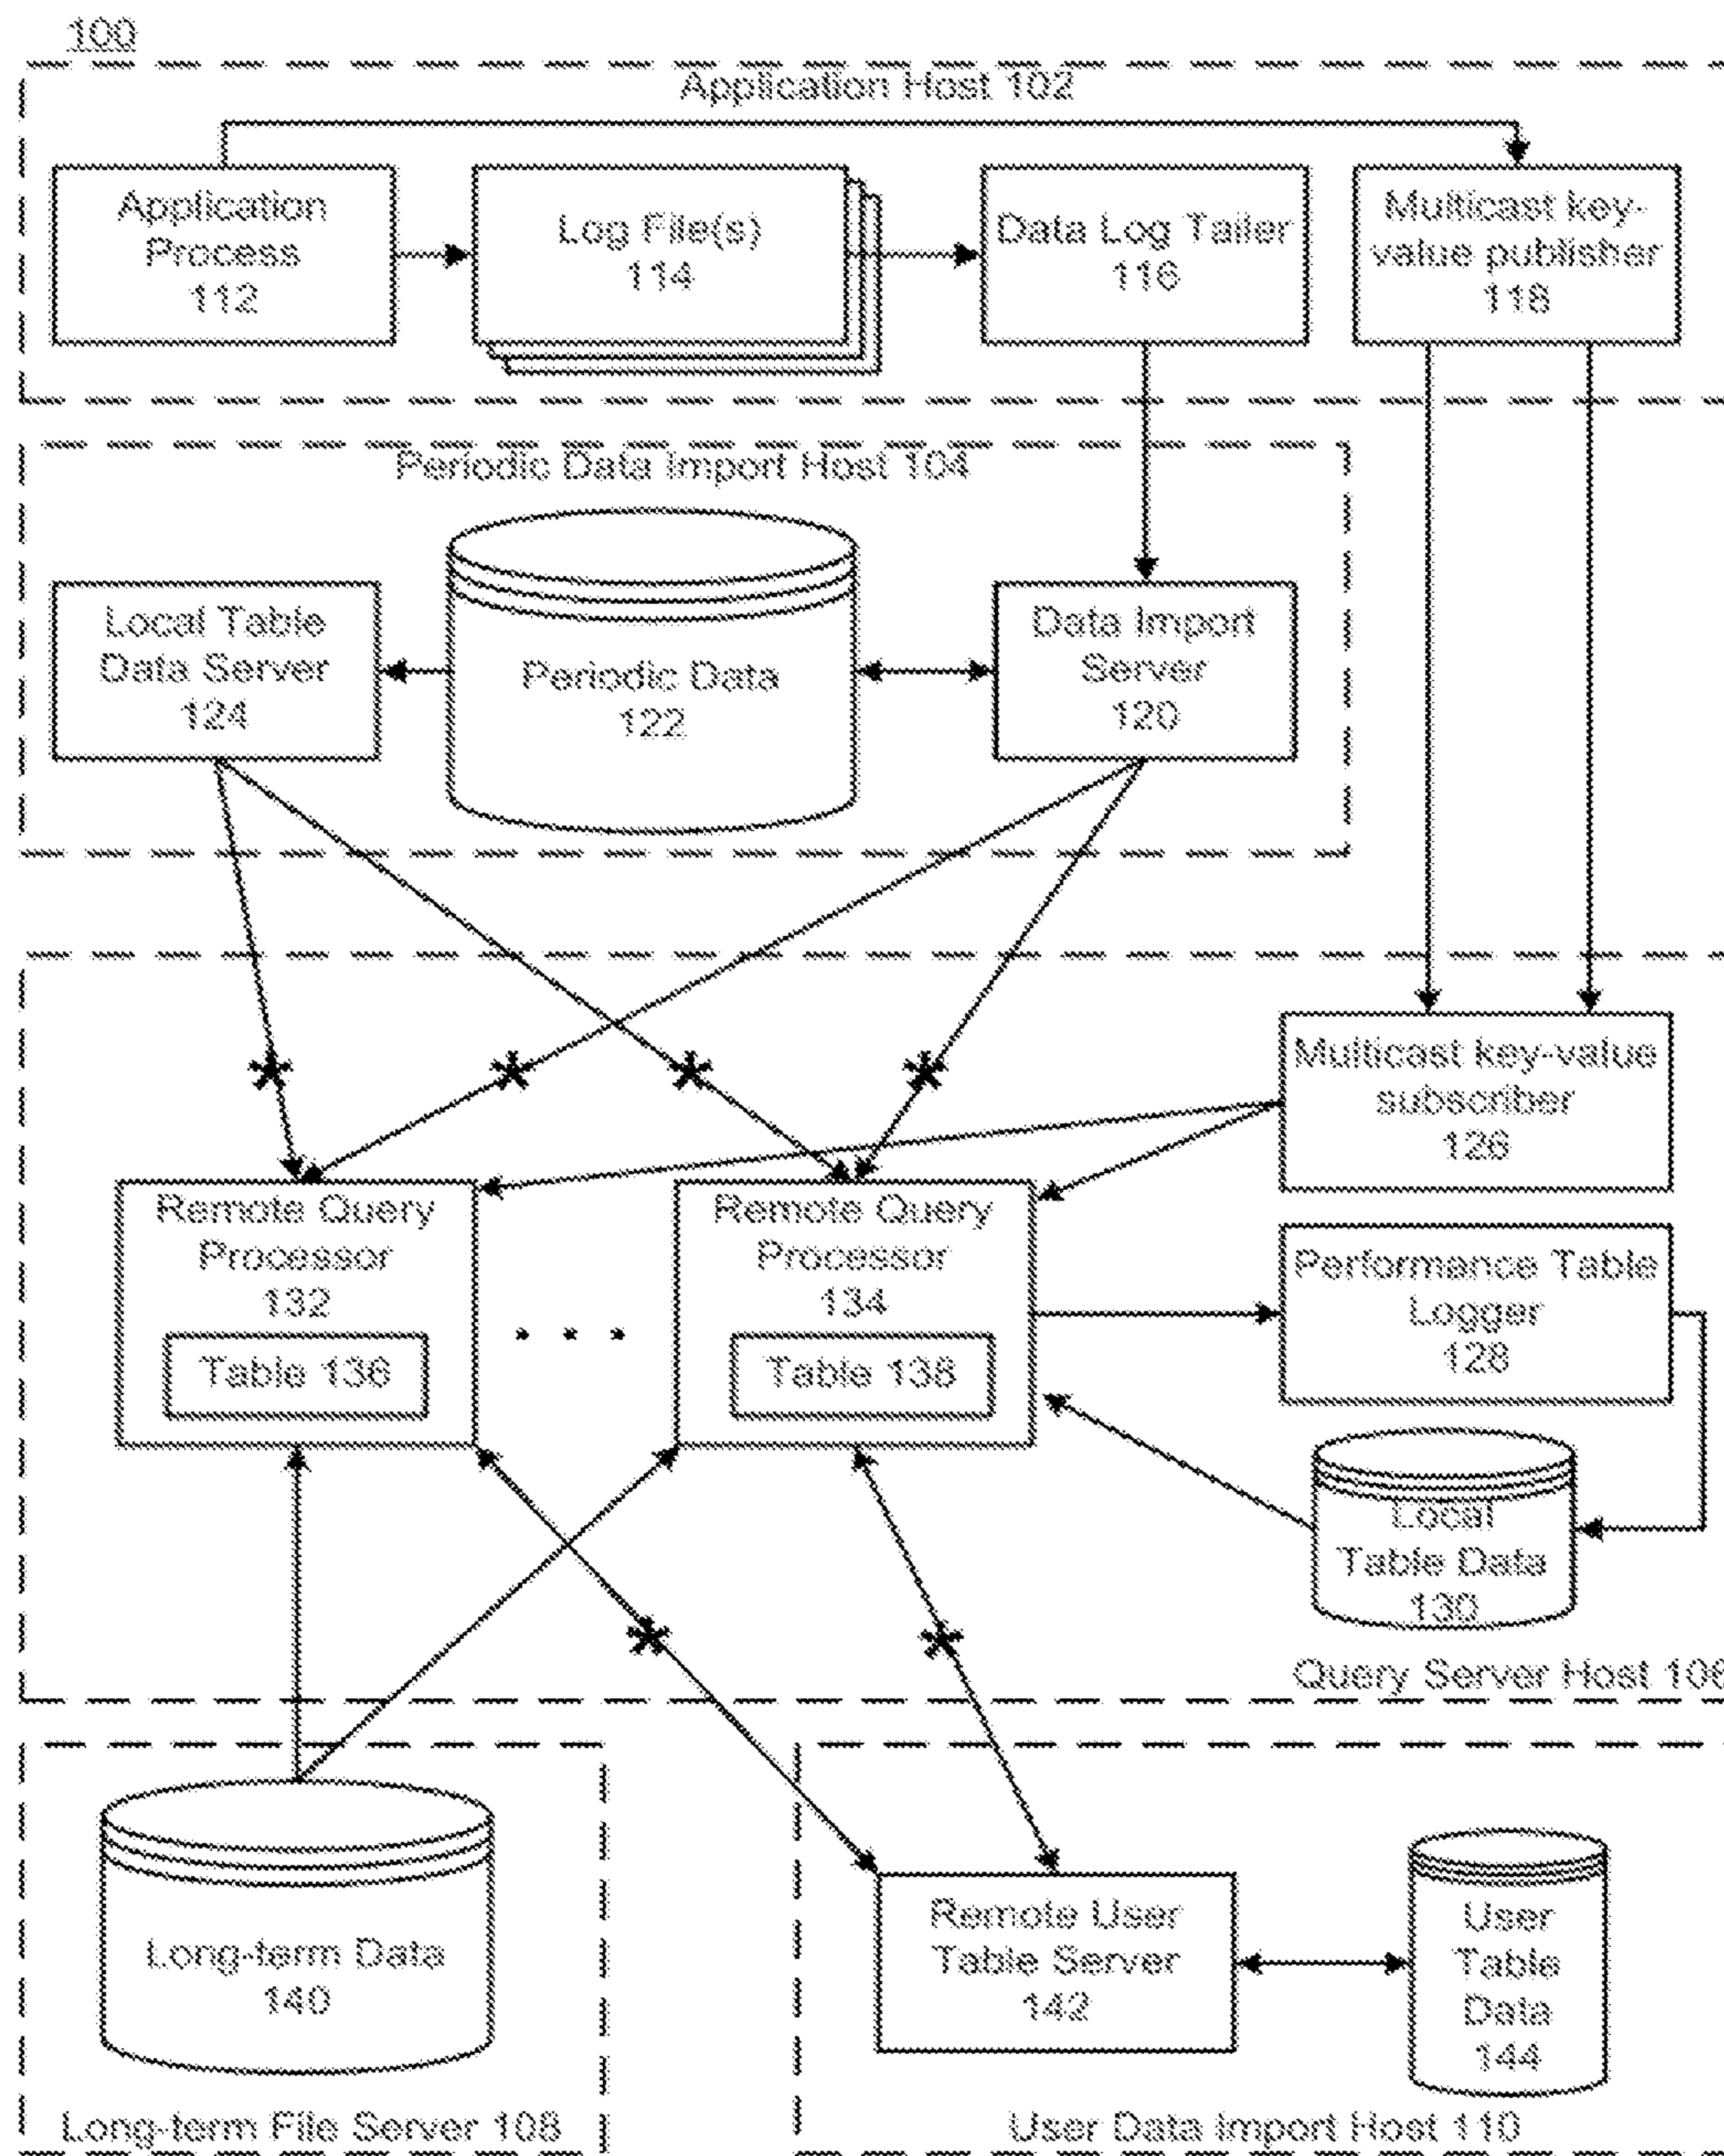 100
Application Host 102
Application
Process
112
Log File(s)
114
Data Log Tailer
116
Multicast key-
value publisher
118
Periodic Data Import Host 104
Local Table
Data Server
124
Periodic Data
122
Data Import
Server
120
Multicast key-value
subscriber
126
Remote Query
Processor
132
Table 136
. . .
Remote Query
Processor
134
Table 138
Performance Table
Logger
128
Local
Table Data
130
Query Server Host 106
Long-term Data
140
Long-term File Server 108
Remote User
Table Server
142
User
Table
Data
144
User Data Import Host 110